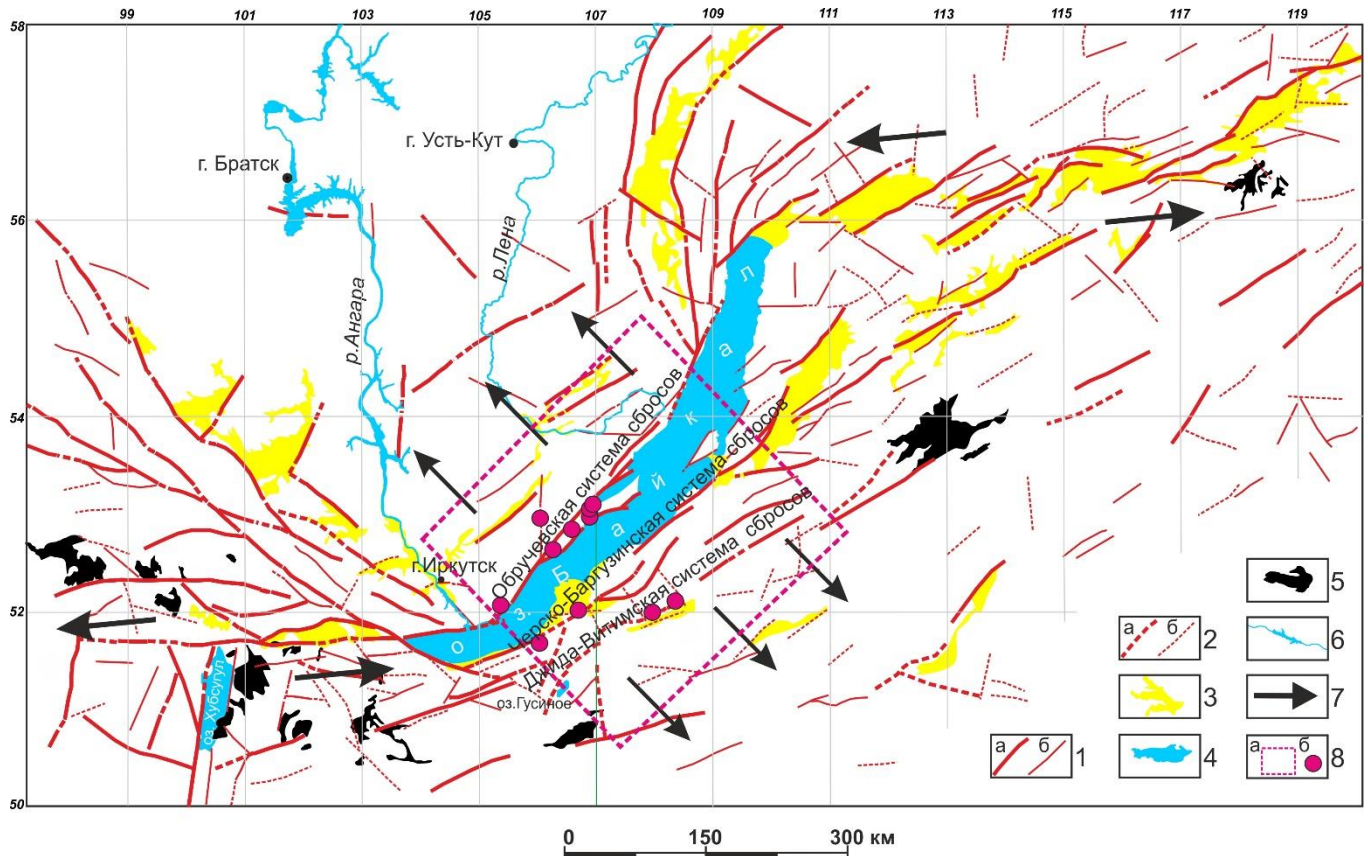 99 101 103 105 107 109 111 113 115 117 119
58
г. Усть-Кут
г. Братск
56
р.Лена
р.Ангара
54
г.Иркутск
52
50
оз. Байкал
Обручевская система сбросов
Черско-Баргузинская система-сбросов
Джида-Витимская система сбросов
оз.Гусиное
оз.Хубсугул
а б 1
а б 2
3
4
5
6
7
а б 8
0 150 300 км